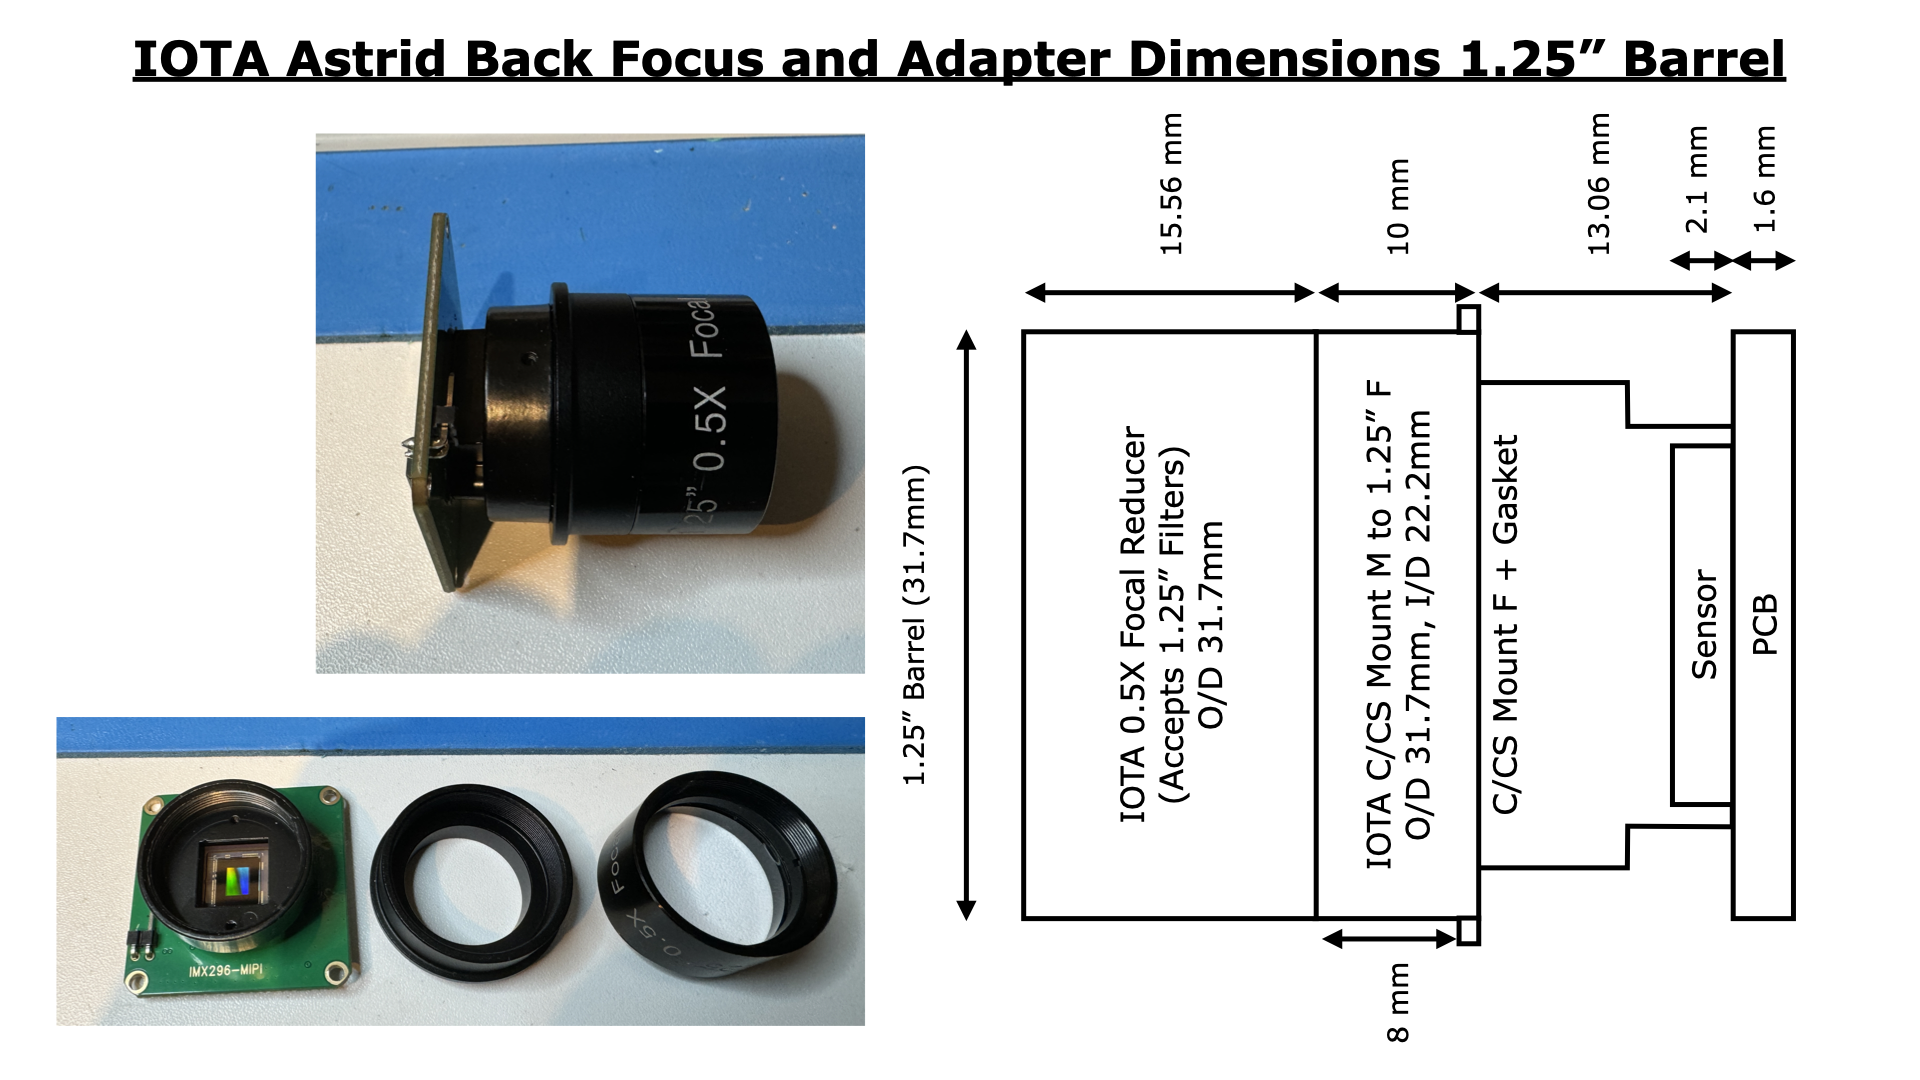 IOTA Astrid Back Focus and Adapter Dimensions 1.25” Barrel
25” 0.5X Focal
Foc
0.5X
IMX296-MIPI
15.56 mm
10 mm
13.06 mm
2.1 mm
1.6 mm
1.25” Barrel (31.7mm)
IOTA 0.5X Focal Reducer
(Accepts 1.25” Filters)
O/D 31.7mm
IOTA C/CS Mount M to 1.25” F
O/D 31.7mm, I/D 22.2mm
C/CS Mount F + Gasket
Sensor
PCB
8 mm